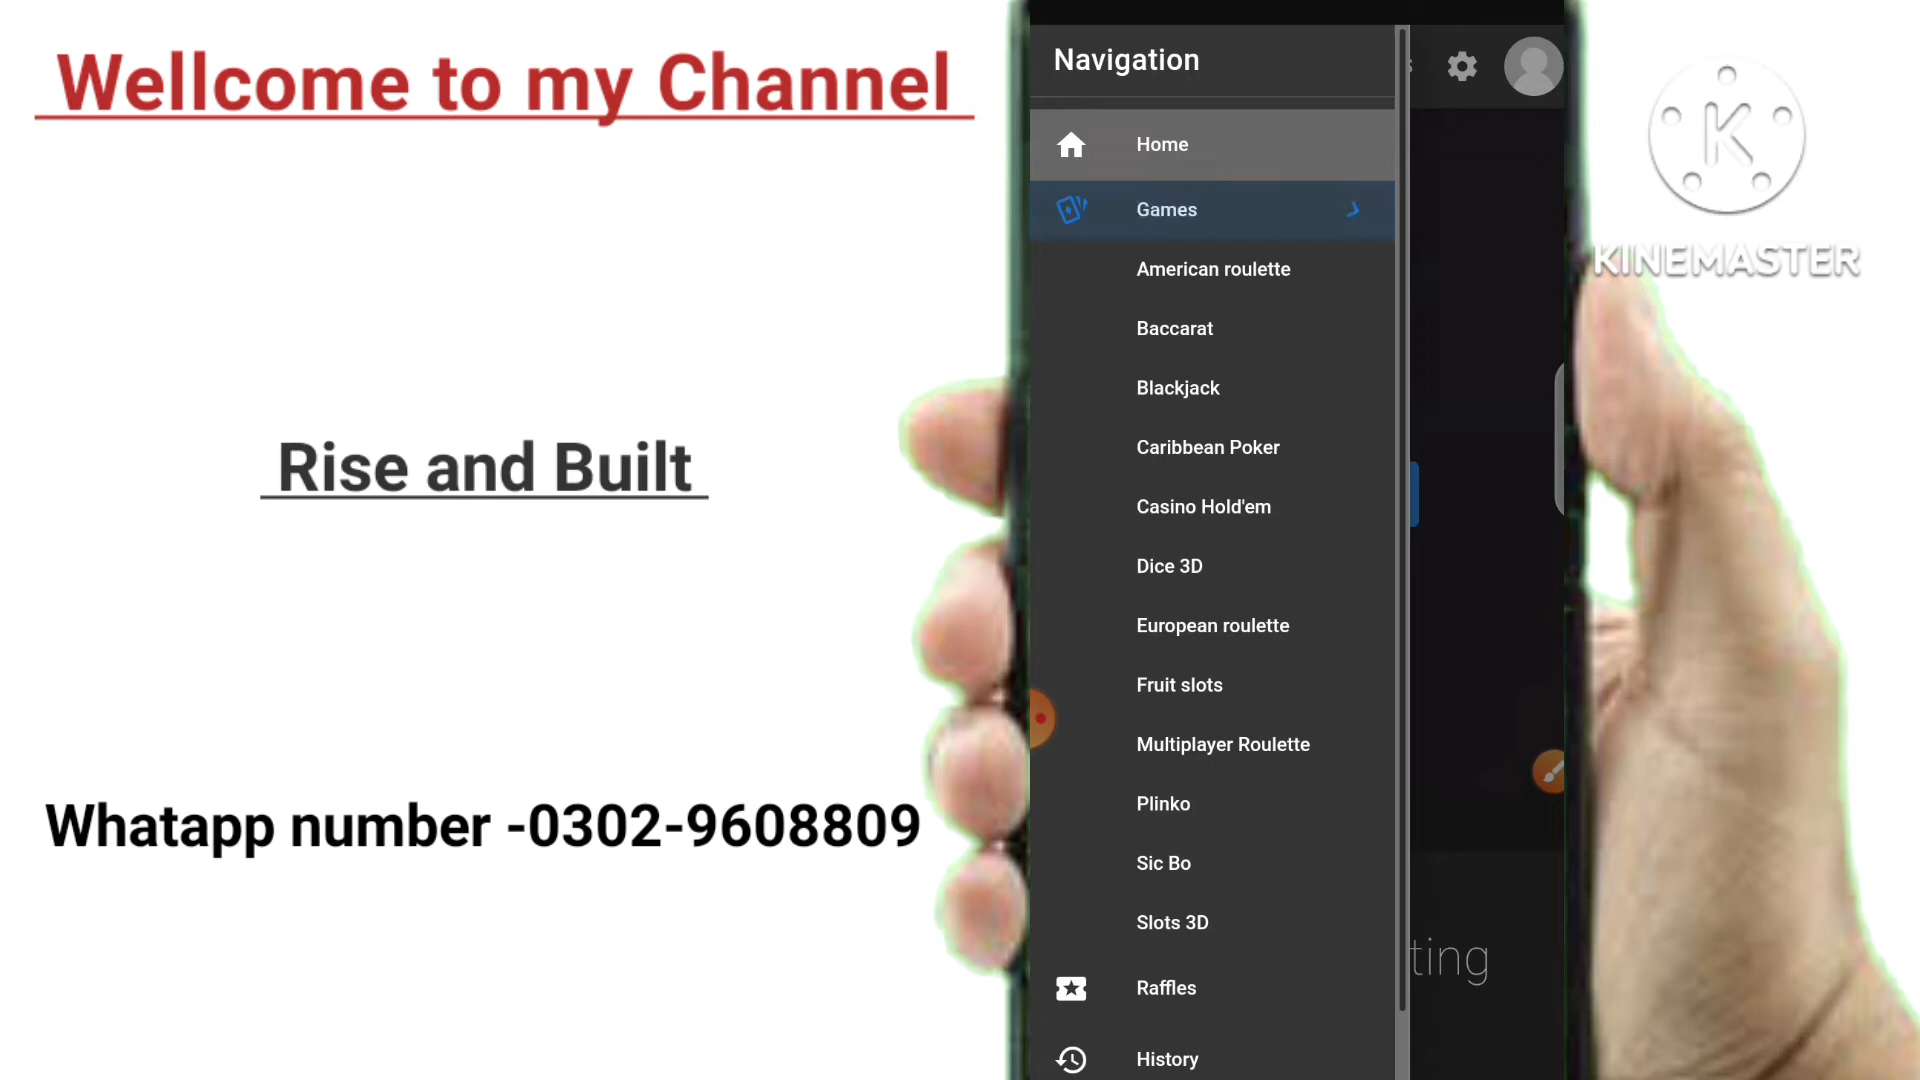 Wellcome to my Channel
Rise and Built
Whatapp number -0302-9608809
Navigation
Home
Games
American roulette
Baccarat
Blackjack
Caribbean Poker
Casino Hold'em
Dice 3D
European roulette
Fruit slots
Multiplayer Roulette
Plinko
Sic Bo
Slots 3D
Raffles
History
s
ting
K
KINEMASTER